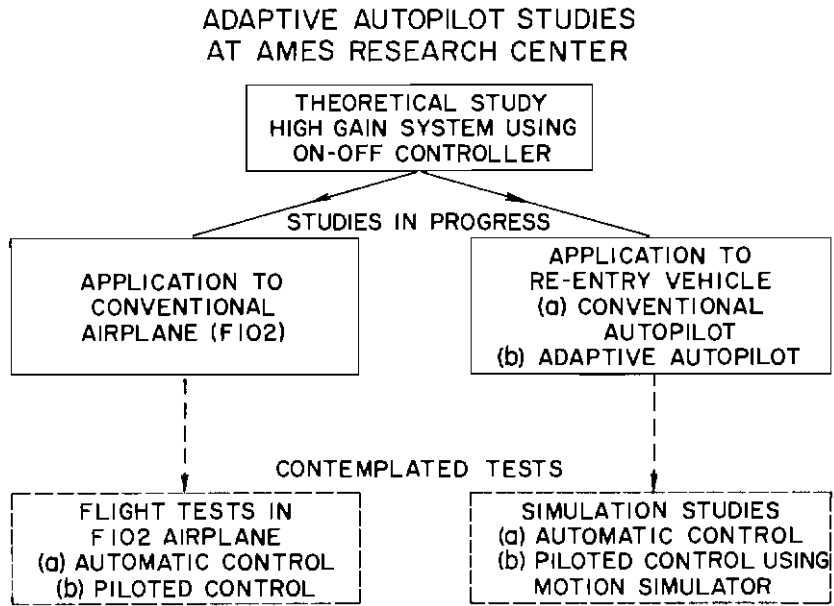 ADAPTIVE AUTOPILOT STUDIES
AT AMES RESEARCH CENTER
THEORETICAL STUDY
HIGH GAIN SYSTEM USING
ON-OFF CONTROLLER
STUDIES IN PROGRESS
APPLICATION TO
CONVENTIONAL
AIRPLANE (F102)
APPLICATION TO
RE-ENTRY VEHICLE
(a) CONVENTIONAL
AUTOPILOT
(b) ADAPTIVE AUTOPILOT
CONTEMPLATED TESTS
FLIGHT TESTS IN
F102 AIRPLANE
(a) AUTOMATIC CONTROL
(b) PILOTED CONTROL
SIMULATION STUDIES
(a) AUTOMATIC CONTROL
(b) PILOTED CONTROL USING
MOTION SIMULATOR